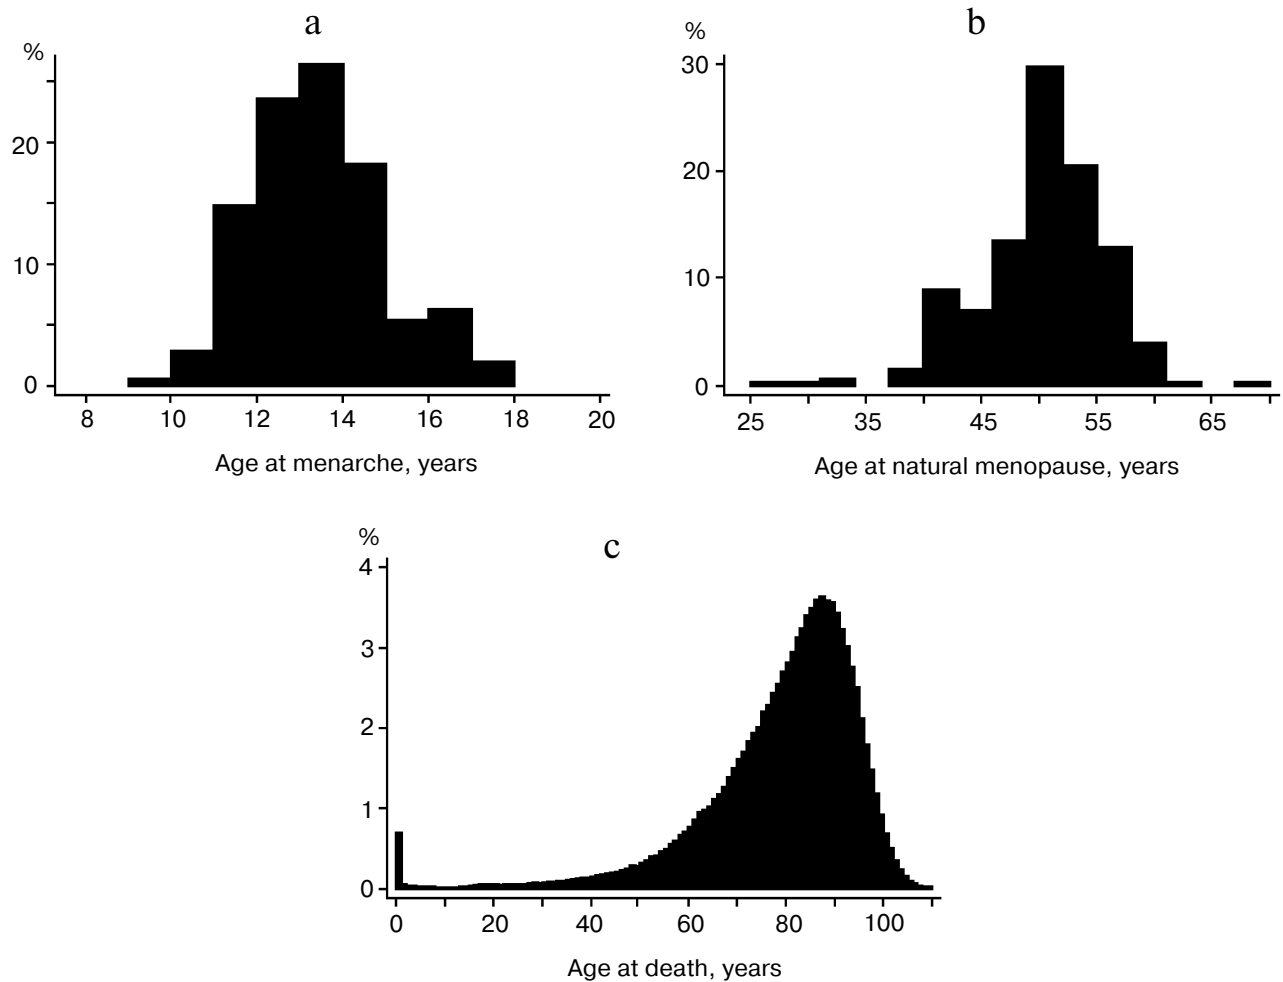 a
%
20
10
0
8 10 12 14 16 18 20
Age at menarche, years
b
%
30
20
10
0
25 35 45 55 65
Age at natural menopause, years
c
%
4
3
2
1
0
0 20 40 60 80 100
Age at death, years